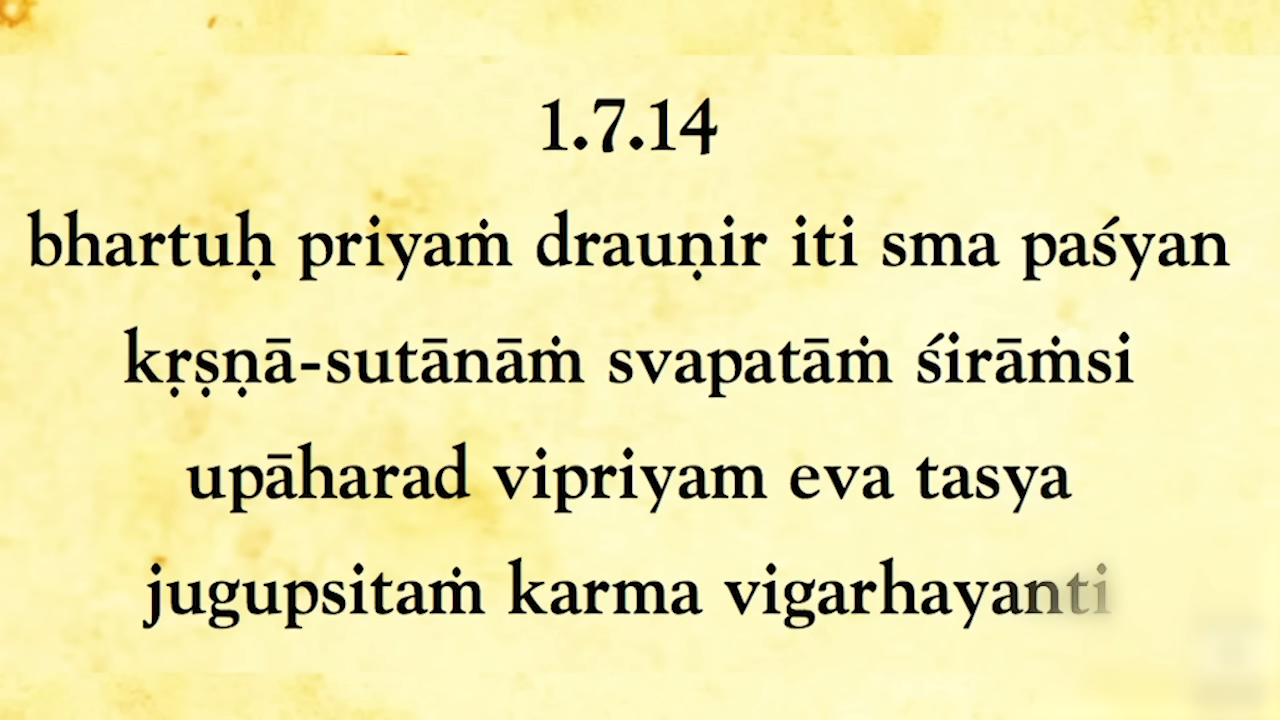 1.7.14
bhartuḥ priyaṁ drauṇir iti sma paśyan
kṛṣṇā-sutānāṁ svapatāṁ śirāṁsi
upāharad vipriyam eva tasya
jugupsitaṁ karma vigarhayanti